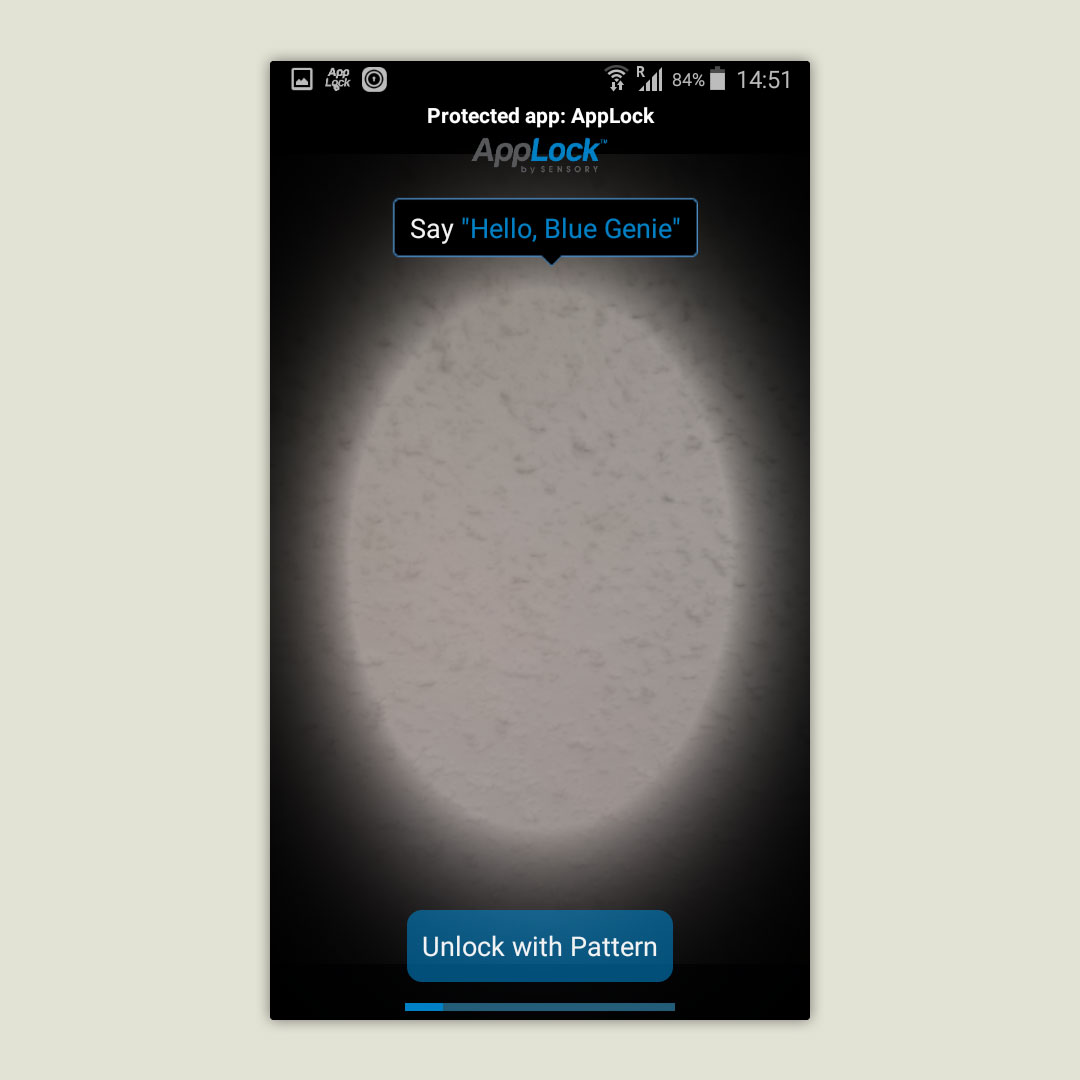 App
Lock
R
84%
14:51
Protected app: AppLock
AppLock™
by SENSORY
Say "Hello, Blue Genie"
Unlock with Pattern